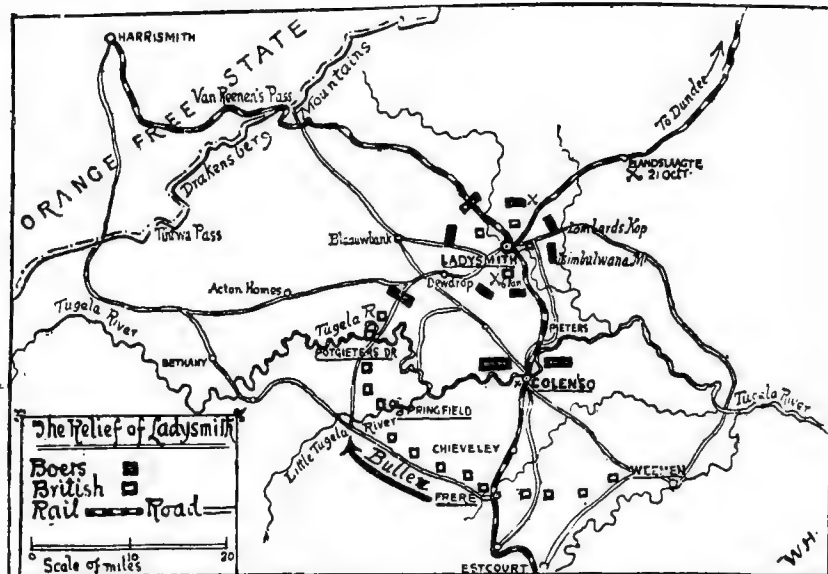 HARRISMITH
ORANGE FREE STATE
Van Reenen's Pass
Mountains
Drakensberg
To Dundee
ELANDSLAAGTE
21 OCT.
Tintwa Pass
Blaauwbank
Lombards Kop
LADYSMITH
Isimbulwana Mt
Acton Homes
Dewdrop
6 Jan
Tugela River
Tugela R
PIETERS
BETHANY
POTGIETERS DR
COLENSO
SPRINGFIELD
Tugela River
Little Tugela River
CHIEVELEY
Buller
WEENEN
FRERE
ESTCOURT
The Relief of Ladysmith
Boers
British
Rail Road
0 10 20
Scale of miles
W.H.